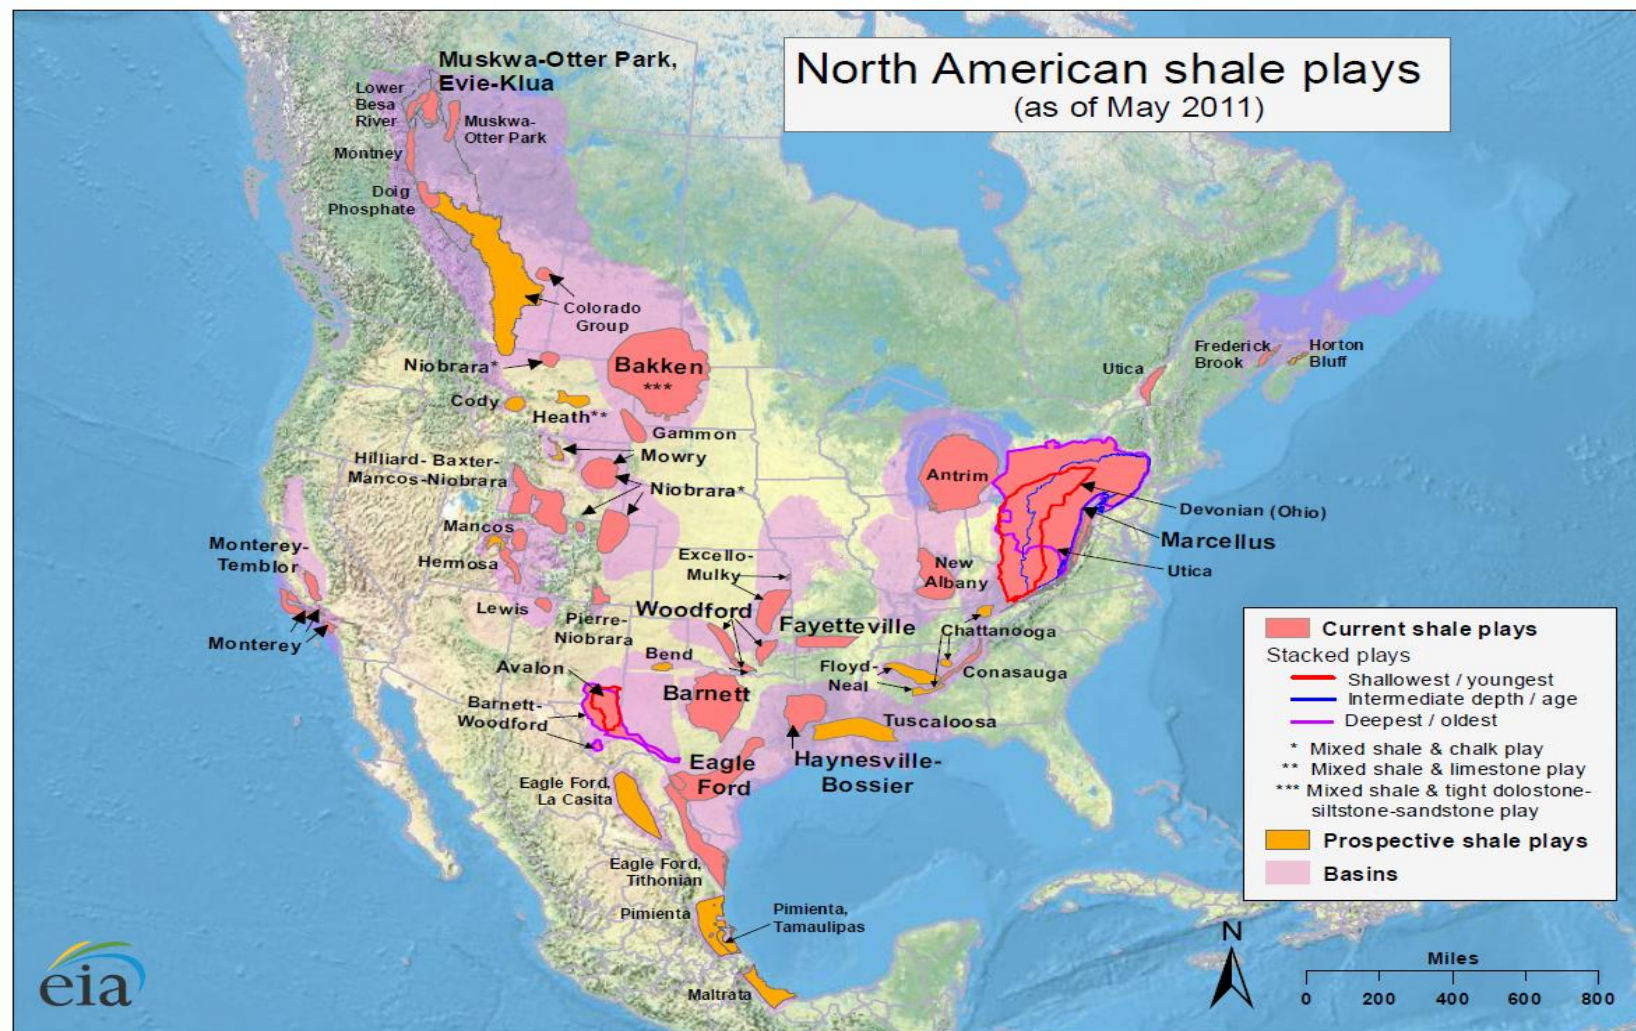 North American shale plays
(as of May 2011)
Muskwa-Otter Park,
Evie-Klua
Lower
Besa
River
Muskwa-
Otter Park
Montney
Doig
Phosphate
Colorado
Group
Niobrara*
Bakken
***
Cody
Heath**
Gammon
Mowry
Hilliard- Baxter-
Mancos-Niobrara
Niobrara*
Mancos
Hermosa
Monterey-
Temblor
Monterey
Lewis
Pierre-
Niobrara
Excello-
Mulky
Woodford
Fayetteville
Bend
Avalon
Barnett-
Woodford
Barnett
Antrim
New
Albany
Chattanooga
Floyd-
Neal
Conasauga
Tuscaloosa
Haynesville-
Bossier
Eagle
Ford
Eagle Ford,
La Casita
Eagle Ford,
Tithonian
Pimienta
Pimienta,
Tamaulipas
Maltrata
Utica
Frederick
Brook
Horton
Bluff
Devonian (Ohio)
Marcellus
Utica
Current shale plays
Stacked plays
Shallowest / youngest
Intermediate depth / age
Deepest / oldest
* Mixed shale & chalk play
** Mixed shale & limestone play
*** Mixed shale & tight dolostone-
siltstone-sandstone play
Prospective shale plays
Basins
N
Miles
0 200 400 600 800
eia